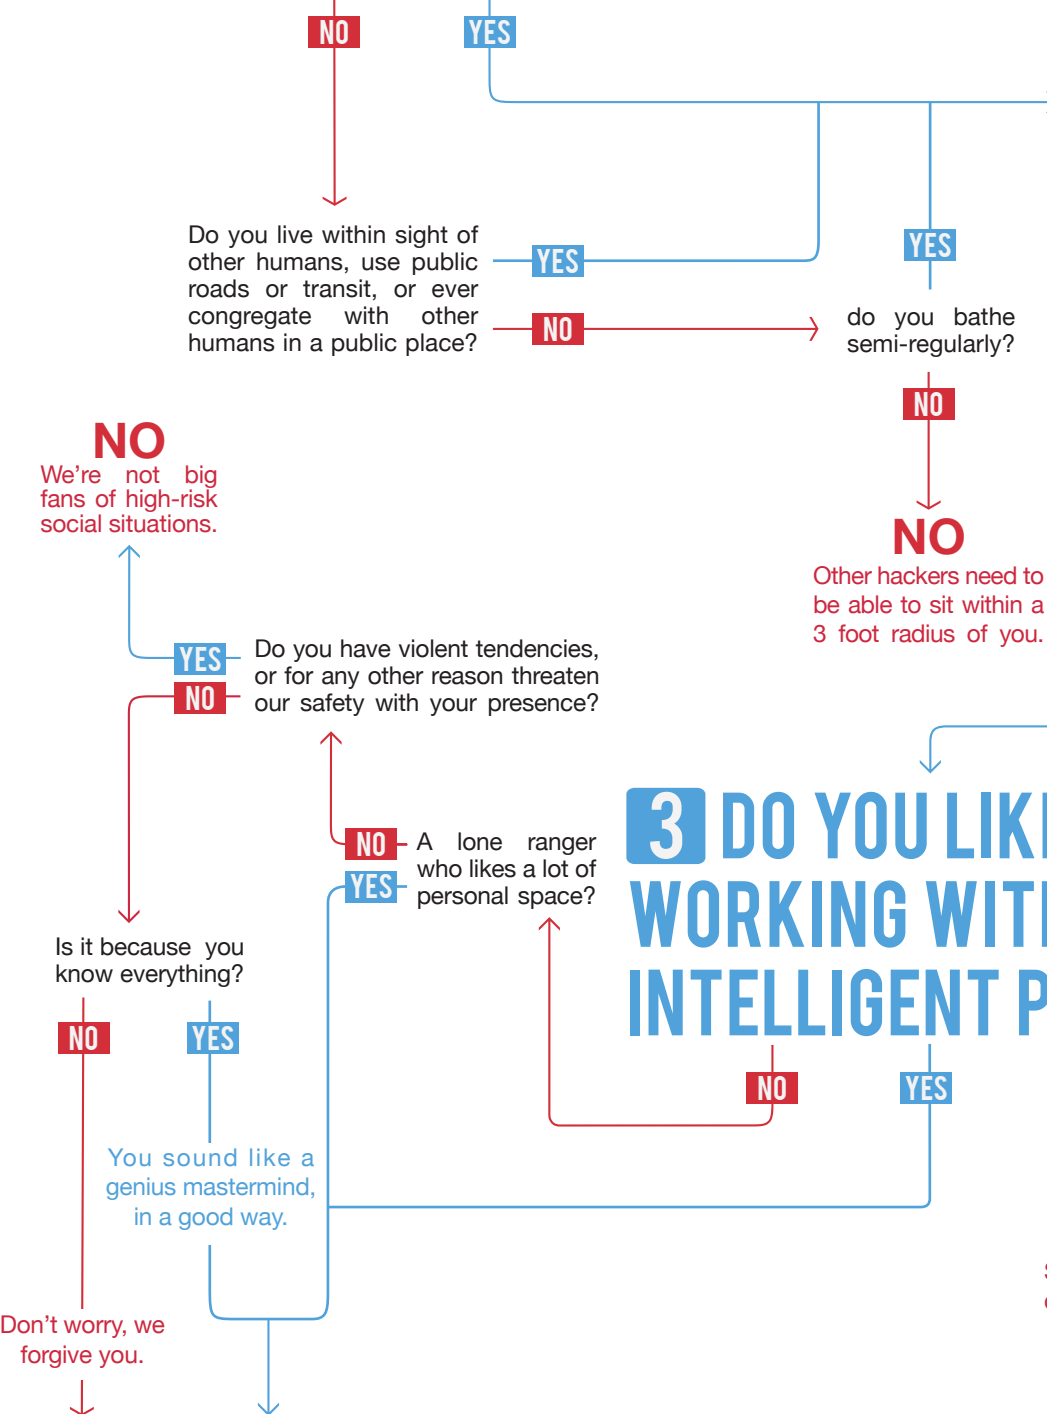 NO
YES
Do you live within sight of
other humans, use public
roads or transit, or ever
congregate with other
humans in a public place?
YES
NO
YES
do you bathe
semi-regularly?
NO
NO
We're not big
fans of high-risk
social situations.
NO
Other hackers need to
be able to sit within a
3 foot radius of you.
YES
NO
Do you have violent tendencies,
or for any other reason threaten
our safety with your presence?
NO
YES
A lone ranger
who likes a lot of
personal space?
3 DO YOU LIK
WORKING WIT
INTELLIGENT P
NO
YES
Is it because you
know everything?
NO
YES
You sound like a
genius mastermind,
in a good way.
Don't worry, we
forgive you.